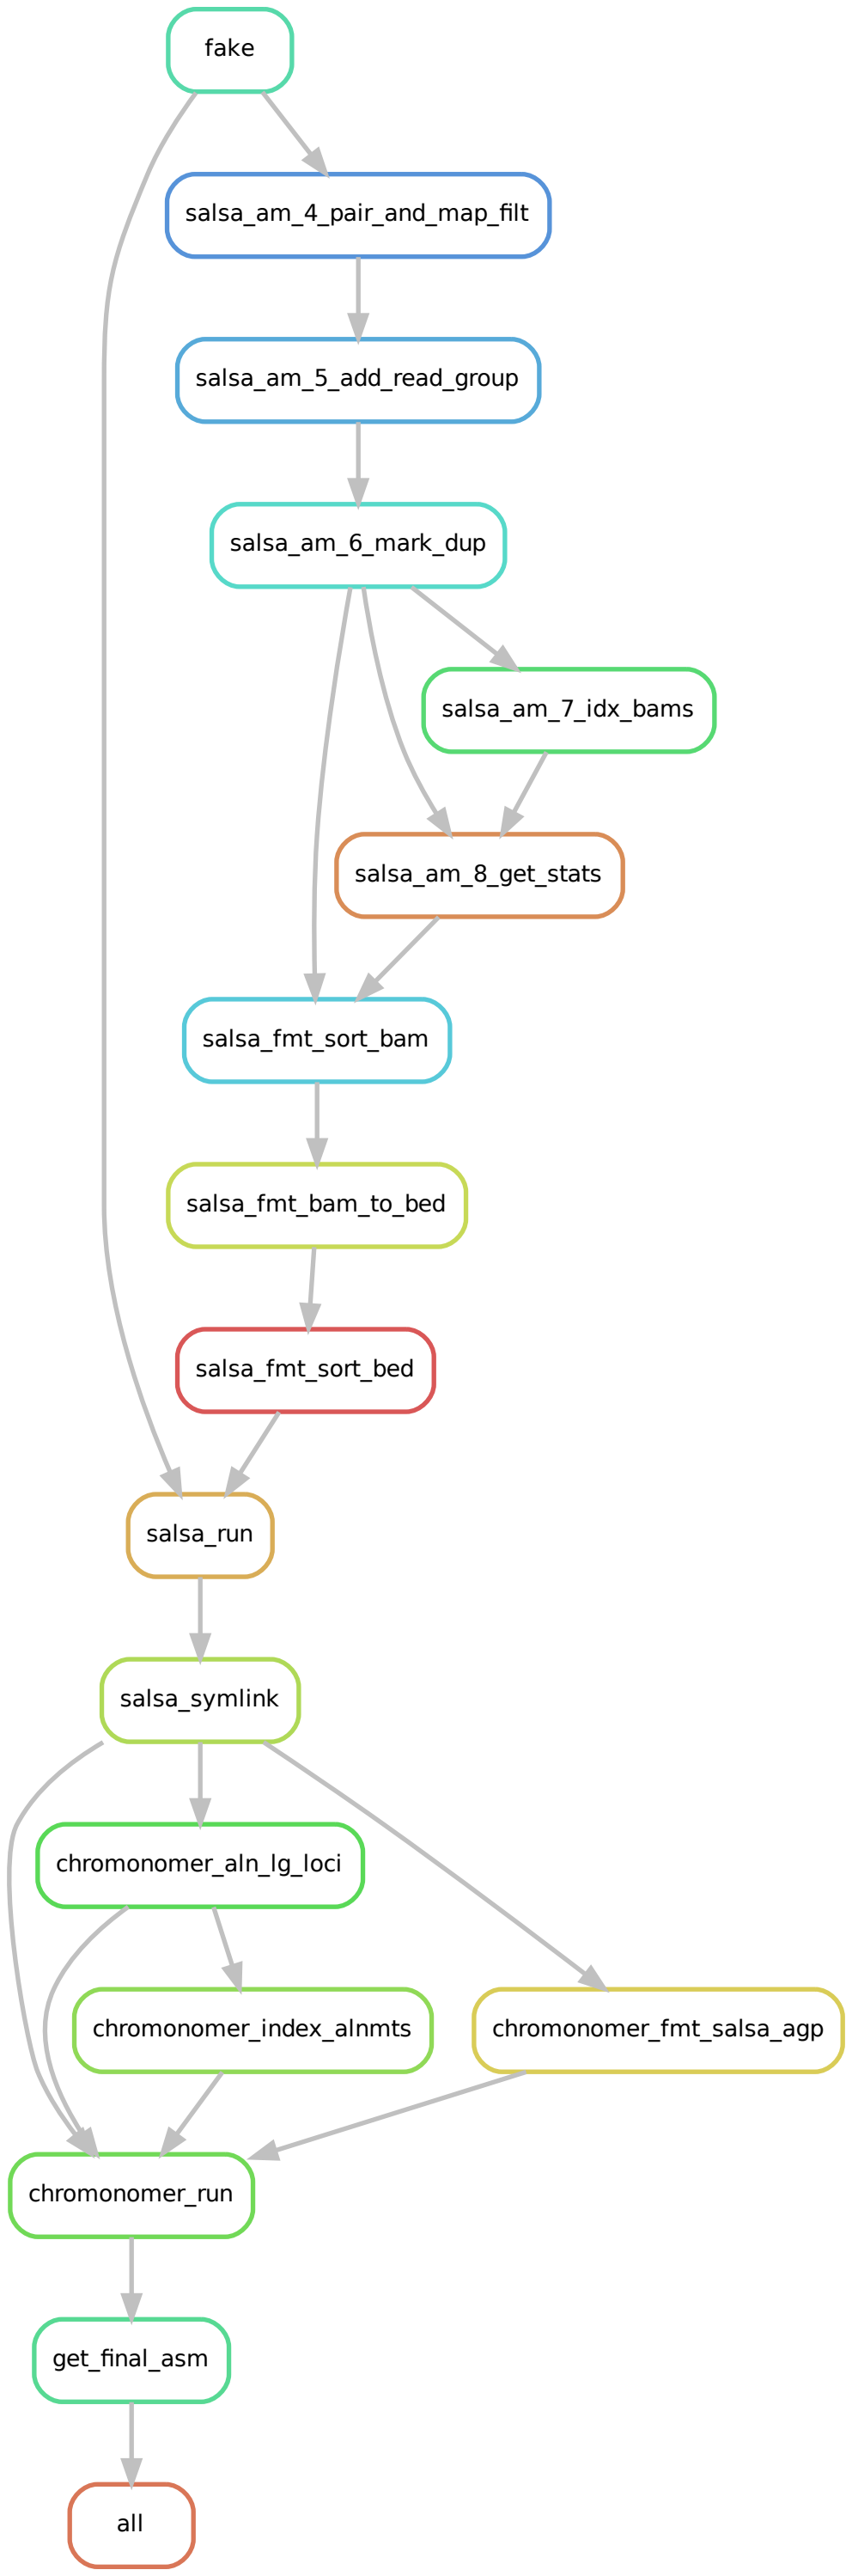 fake
salsa_am_4_pair_and_map_filt
salsa_am_5_add_read_group
salsa_am_6_mark_dup
salsa_am_7_idx_bams
salsa_am_8_get_stats
salsa_fmt_sort_bam
salsa_fmt_bam_to_bed
salsa_fmt_sort_bed
salsa_run
salsa_symlink
chromonomer_aln_lg_loci
chromonomer_index_alnmts
chromonomer_fmt_salsa_agp
chromonomer_run
get_final_asm
all